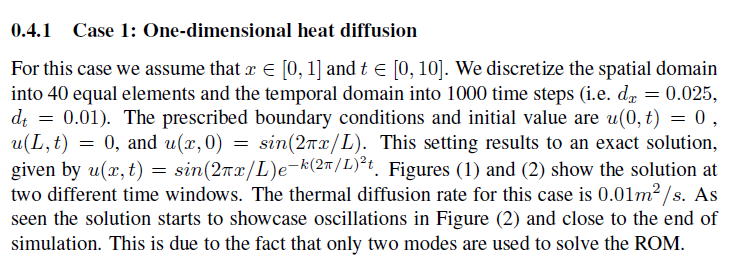 0.4.1 Case 1: One-dimensional heat diffusion
For this case we assume that x ∈ [0, 1] and t ∈ [0, 10]. We discretize the spatial domain
into 40 equal elements and the temporal domain into 1000 time steps (i.e. dₓ = 0.025,
dₜ = 0.01). The prescribed boundary conditions and initial value are u(0, t) = 0 ,
u(L, t) = 0, and u(x, 0) = sin(2πx/L). This setting results to an exact solution,
given by u(x, t) = sin(2πx/L)e^{−k(2π/L)²t}. Figures (1) and (2) show the solution at
two different time windows. The thermal diffusion rate for this case is 0.01m²/s. As
seen the solution starts to showcase oscillations in Figure (2) and close to the end of
simulation. This is due to the fact that only two modes are used to solve the ROM.